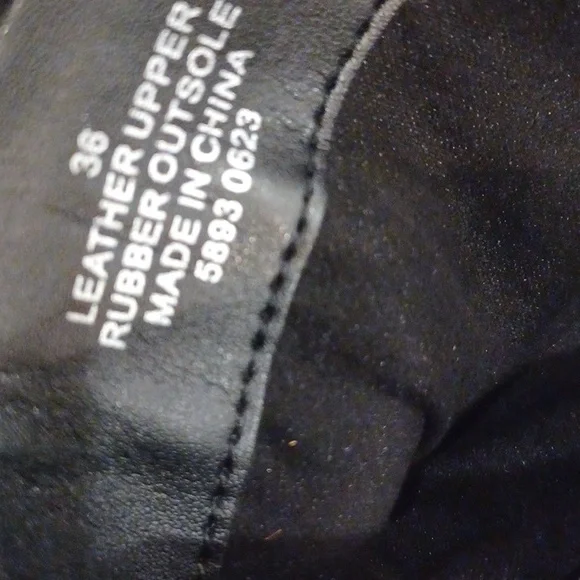 36
LEATHER UPPER
RUBBER OUTSOLE
MADE IN CHINA
5893 0623